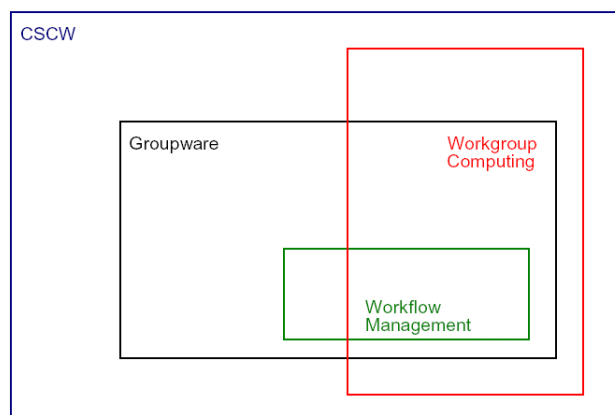 CSCW
Groupware
Workgroup
Computing
Workflow
Management